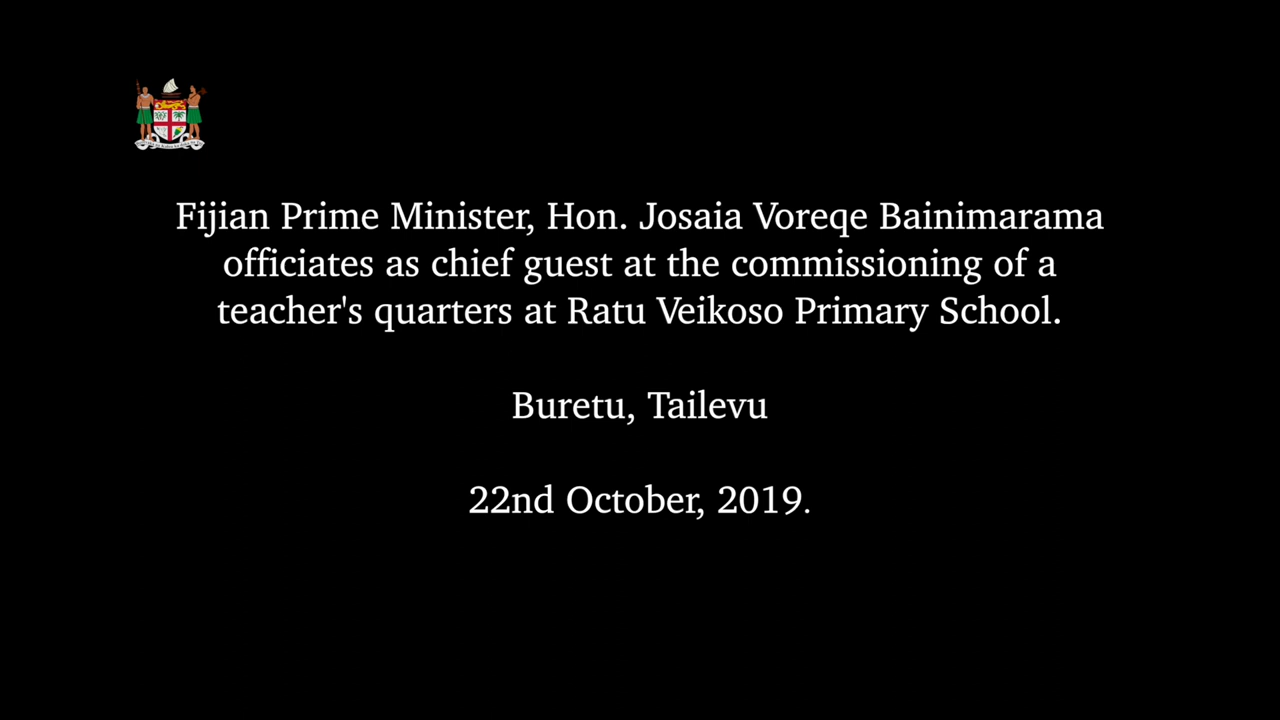 Fijian Prime Minister, Hon. Josaia Voreqe Bainimarama
officiates as chief guest at the commissioning of a
teacher's quarters at Ratu Veikoso Primary School.
Buretu, Tailevu
22nd October, 2019.